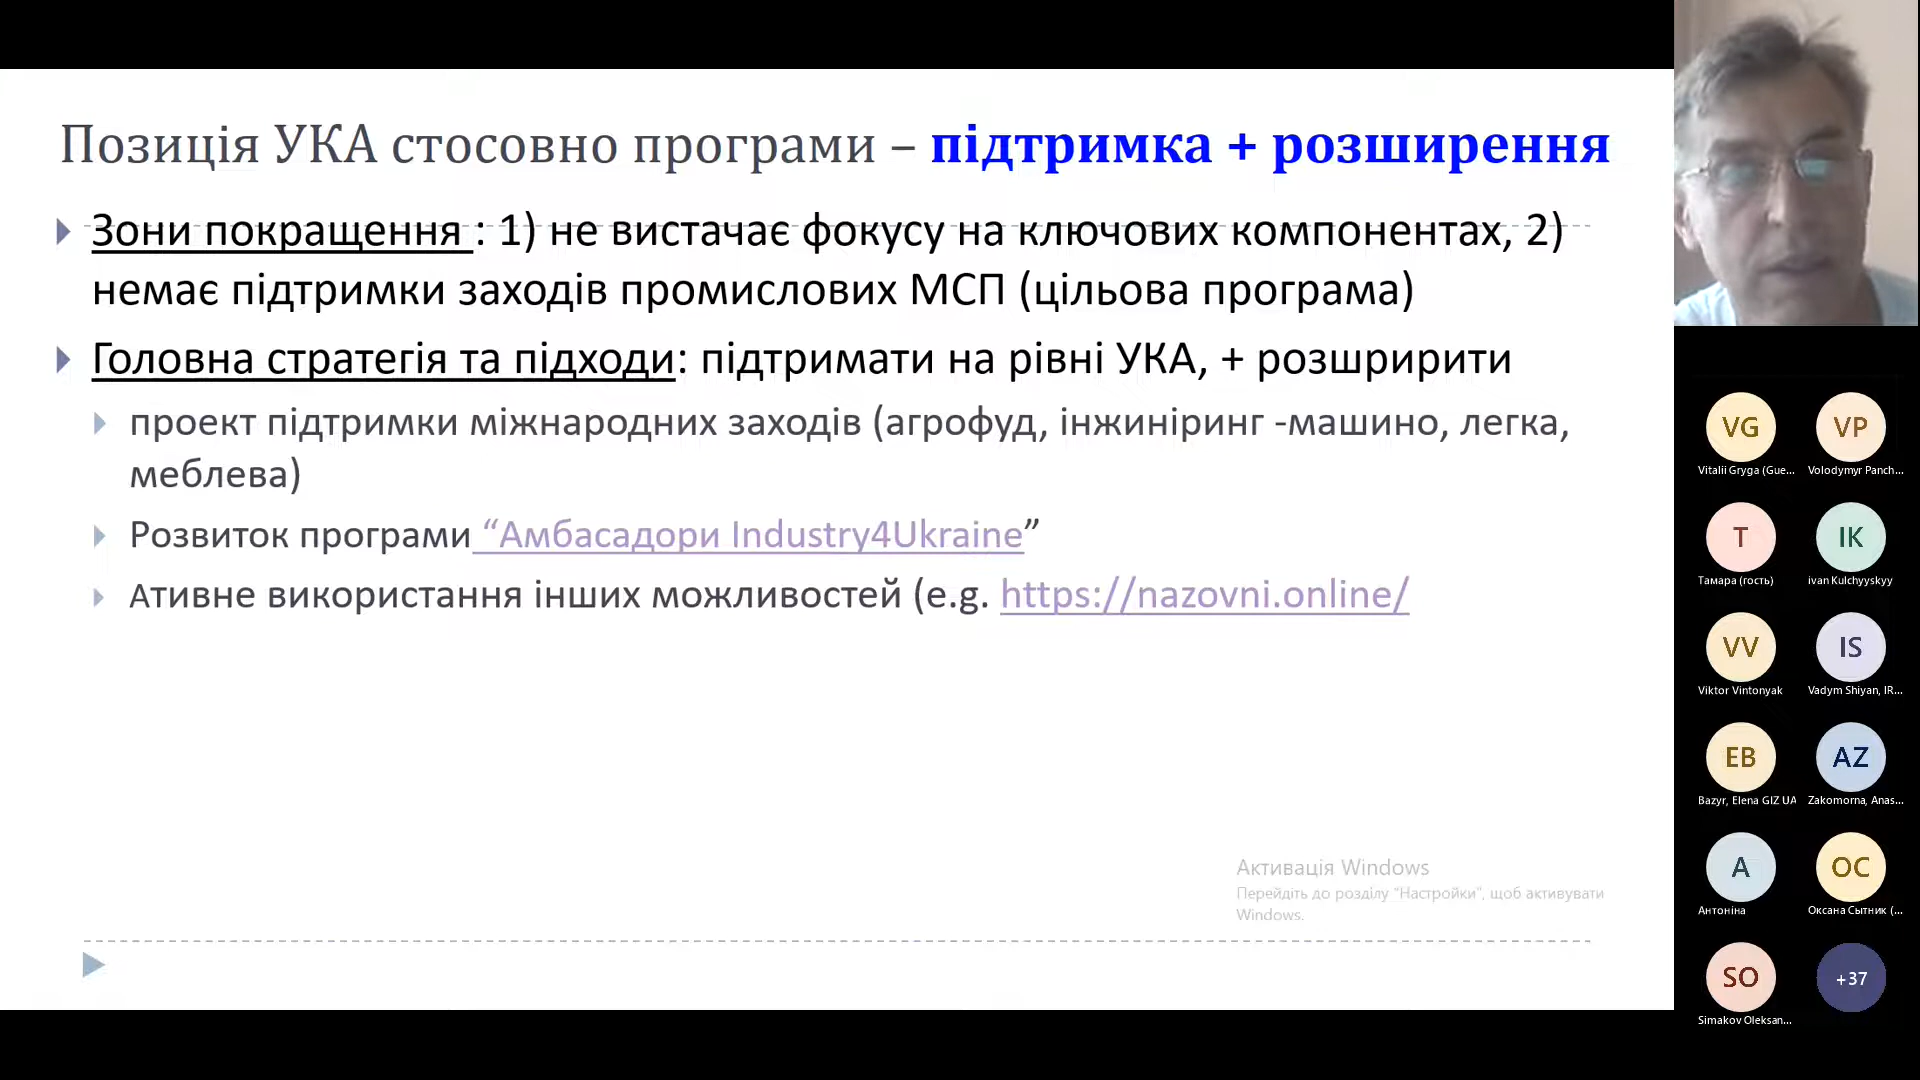 Позиція УКА стосовно програми – підтримка + розширення
Зони покращення : 1) не вистачає фокусу на ключових компонентах, 2)
немає підтримки заходів промислових МСП (цільова програма)
Головна стратегія та підходи: підтримати на рівні УКА, + розшририти
проект підтримки міжнародних заходів (агрофуд, інжиніринг -машино, легка,
меблева)
Розвиток програми “Амбасадори Industry4Ukraine”
Ативне використання інших можливостей (e.g. https://nazovni.online/
Активація Windows
Перейдіть до розділу "Настройки", щоб активувати
Windows.
VG
VP
Vitalii Gryga (Gue...
Volodymyr Panch...
T
IK
Тамара (гость)
ivan Kulchyyskyy
VV
IS
Viktor Vintonyak
Vadym Shiyan, IR...
EB
AZ
Bazyr, Elena GIZ UA
Zakomorna, Anas...
A
OC
Антоніна
Оксана Сытник (...
SO
+37
Simakov Oleksan...